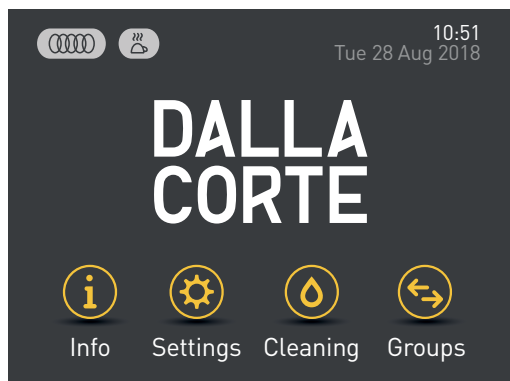 10:51
Tue 28 Aug 2018
DALLA
CORTE
Info Settings Cleaning Groups